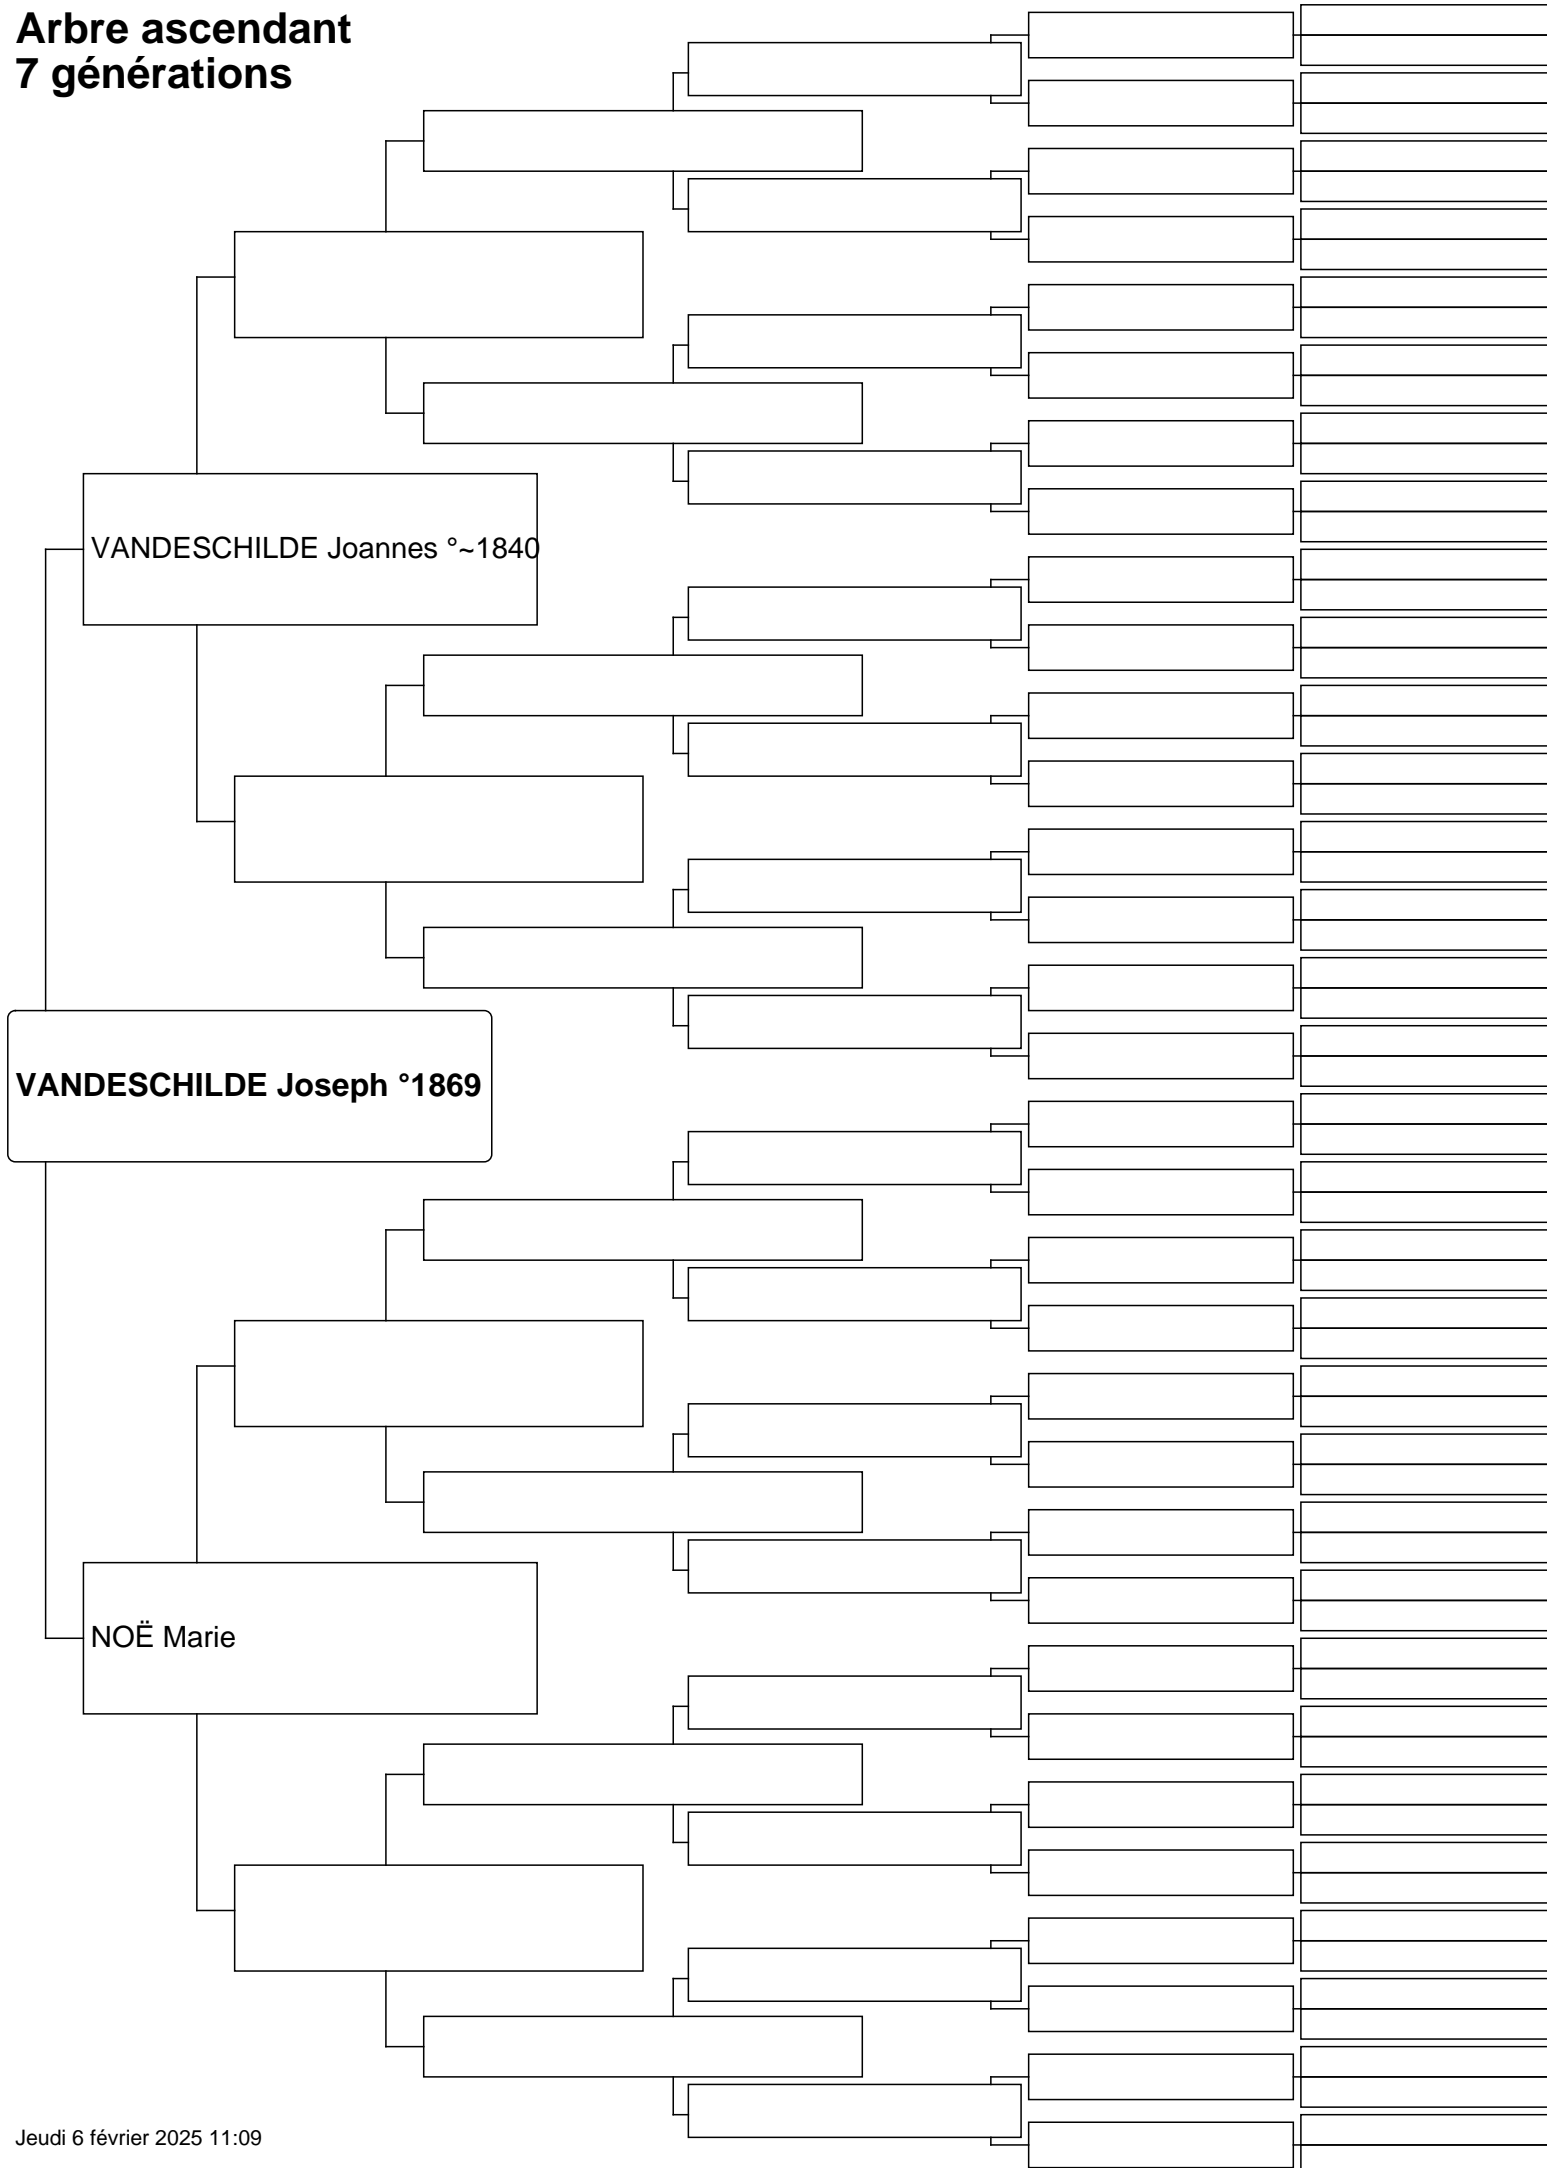 Arbre ascendant
7 générations
VANDESCHILDE Joannes °~1840
VANDESCHILDE Joseph °1869
NOË Marie
Jeudi 6 février 2025 11:09